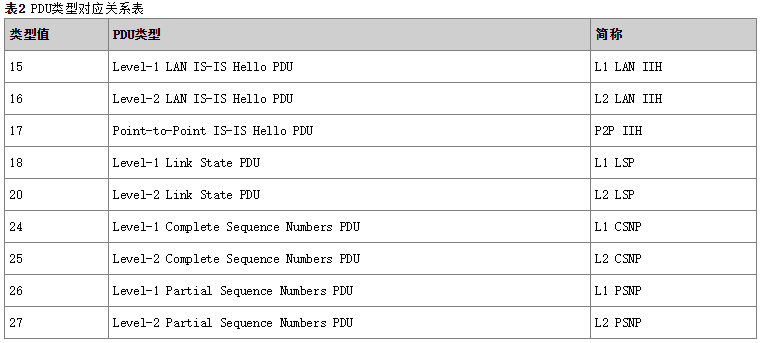 表2 PDU类型对应关系表
类型值 PDU类型 简称
15 Level-1 LAN IS-IS Hello PDU L1 LAN IIH
16 Level-2 LAN IS-IS Hello PDU L2 LAN IIH
17 Point-to-Point IS-IS Hello PDU P2P IIH
18 Level-1 Link State PDU L1 LSP
20 Level-2 Link State PDU L2 LSP
24 Level-1 Complete Sequence Numbers PDU L1 CSNP
25 Level-2 Complete Sequence Numbers PDU L2 CSNP
26 Level-1 Partial Sequence Numbers PDU L1 PSNP
27 Level-2 Partial Sequence Numbers PDU L2 PSNP